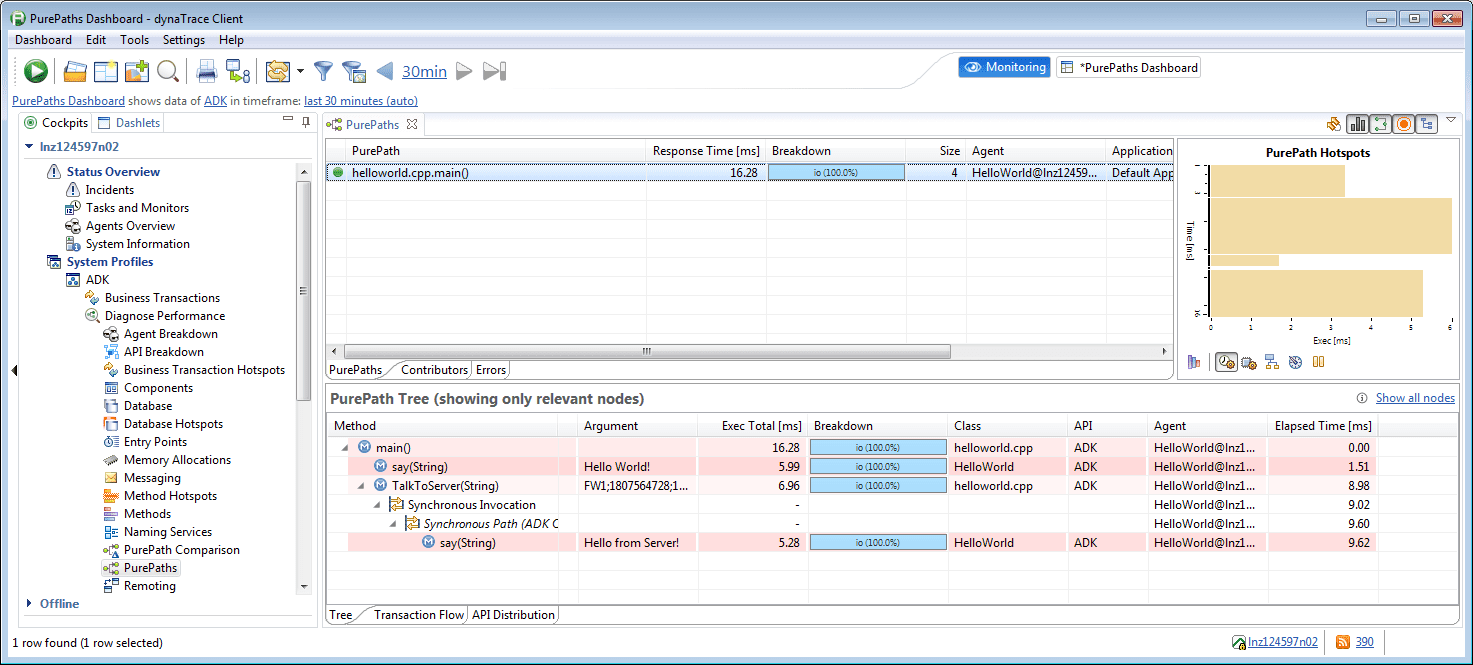 PurePaths Dashboard - dynaTrace Client
Dashboard Edit Tools Settings Help
30min
Monitoring
*PurePaths Dashboard
PurePaths Dashboard shows data of ADK in timeframe: last 30 minutes (auto)
Cockpits
Dashlets
lnz124597n02
Status Overview
Incidents
Tasks and Monitors
Agents Overview
System Information
System Profiles
ADK
Business Transactions
Diagnose Performance
Agent Breakdown
API Breakdown
Business Transaction Hotspots
Components
Database
Database Hotspots
Entry Points
Memory Allocations
Messaging
Method Hotspots
Methods
Naming Services
PurePath Comparison
PurePaths
Remoting
Offline
PurePaths
PurePath Response Time [ms] Breakdown Size Agent Application
helloworld.cpp.main() 16.28 io (100.0%) 4 HelloWorld@lnz12459... Default App
PurePaths Contributors Errors
PurePath Hotspots
Time [ms]
3
16
0 1 2 3 4 5 6
Exec [ms]
PurePath Tree (showing only relevant nodes)
Show all nodes
Method Argument Exec Total [ms] Breakdown Class API Agent Elapsed Time [ms]
main() 16.28 io (100.0%) helloworld.cpp ADK HelloWorld@lnz1... 0.00
say(String) Hello World! 5.99 io (100.0%) HelloWorld ADK HelloWorld@lnz1... 1.51
TalkToServer(String) FW1;1807564728;1... 6.96 io (100.0%) helloworld.cpp ADK HelloWorld@lnz1... 8.98
Synchronous Invocation - HelloWorld@lnz1... 9.02
Synchronous Path (ADK C - HelloWorld@lnz1... 9.60
say(String) Hello from Server! 5.28 io (100.0%) HelloWorld ADK HelloWorld@lnz1... 9.62
Tree Transaction Flow API Distribution
1 row found (1 row selected)
lnz124597n02
390